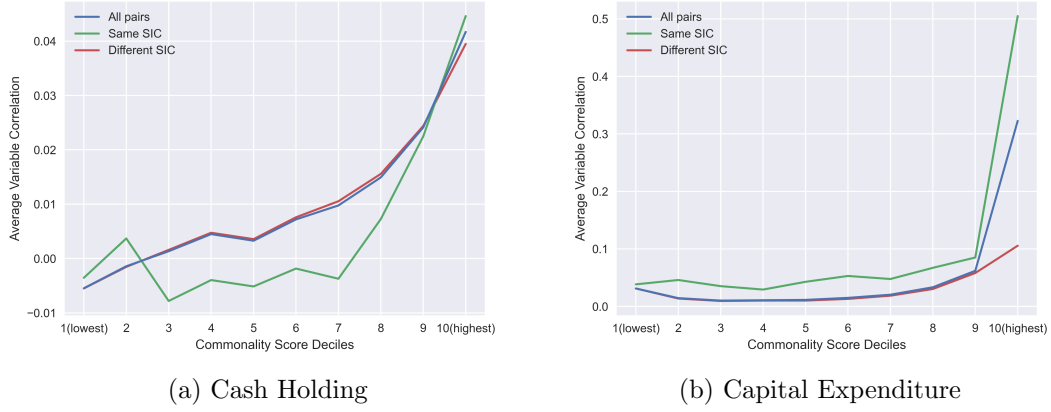 All pairs
Same SIC
Different SIC
Average Variable Correlation
0.04
0.03
0.02
0.01
0.00
−0.01
1(lowest) 2 3 4 5 6 7 8 9 10(highest)
Commonality Score Deciles
(a) Cash Holding
All pairs
Same SIC
Different SIC
Average Variable Correlation
0.5
0.4
0.3
0.2
0.1
0.0
1(lowest) 2 3 4 5 6 7 8 9 10(highest)
Commonality Score Deciles
(b) Capital Expenditure